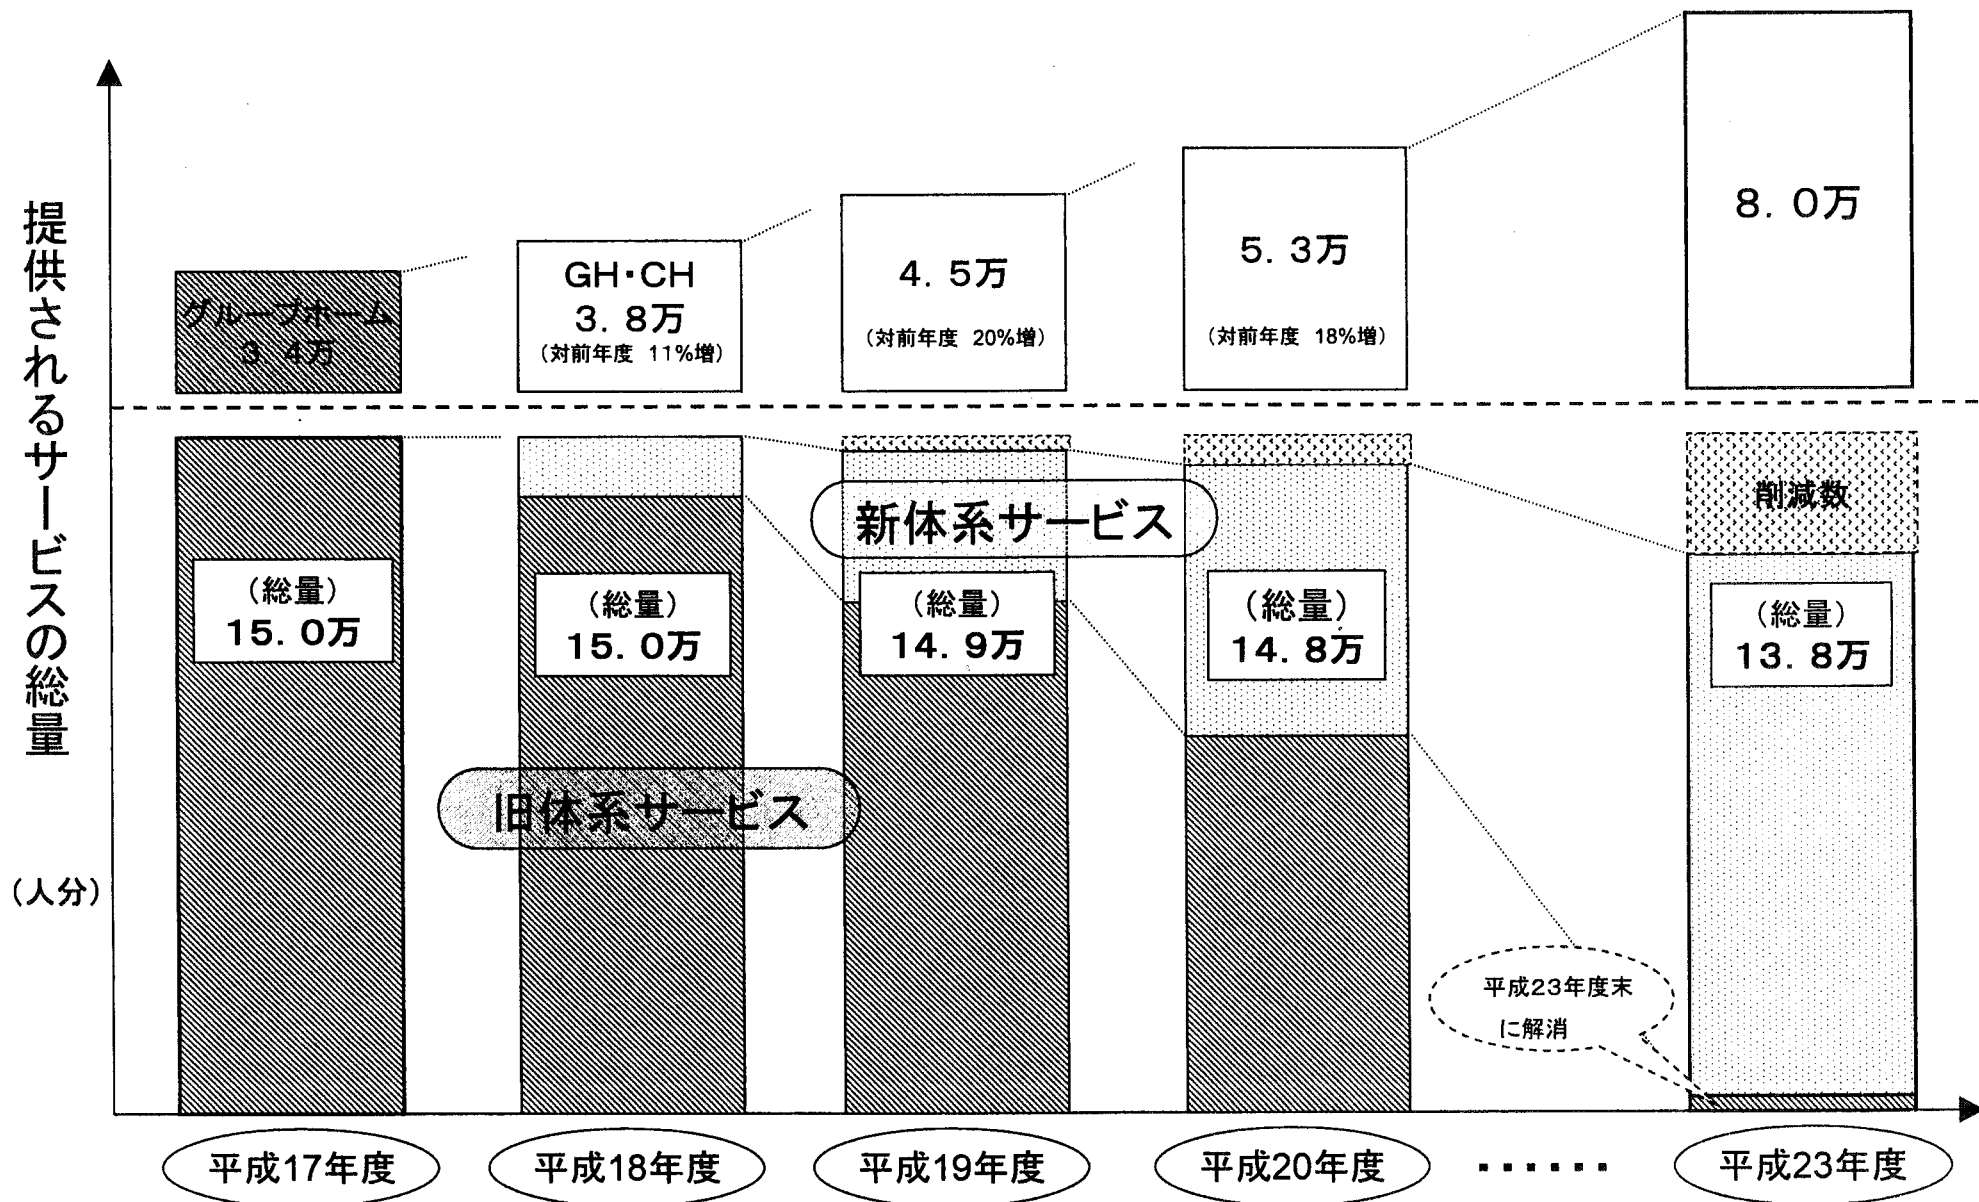 提供されるサービスの総量
（人分）
グループホーム
3. 4万
GH・CH
3. 8万
（対前年度 11%増）
4. 5万
（対前年度 20%増）
5. 3万
（対前年度 18%増）
8. 0万
（総量）
15. 0万
（総量）
15. 0万
（総量）
14. 9万
（総量）
14. 8万
（総量）
13. 8万
新体系サービス
旧体系サービス
削減数
平成23年度末
に解消
平成17年度
平成18年度
平成19年度
平成20年度
・・・・・・
平成23年度